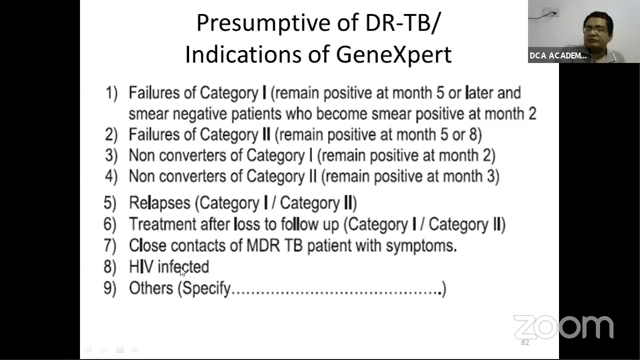 Presumptive of DR-TB/
Indications of GeneXpert
DCA ACADEM...
1) Failures of Category I (remain positive at month 5 or later and
smear negative patients who become smear positive at month 2
2) Failures of Category II (remain positive at month 5 or 8)
3) Non converters of Category I (remain positive at month 2)
4) Non converters of Category II (remain positive at month 3)
5) Relapses (Category I / Category II)
6) Treatment after loss to follow up (Category I / Category II)
7) Close contacts of MDR TB patient with symptoms.
8) HIV infected
9) Others (Specify..........................................)
82
zoom